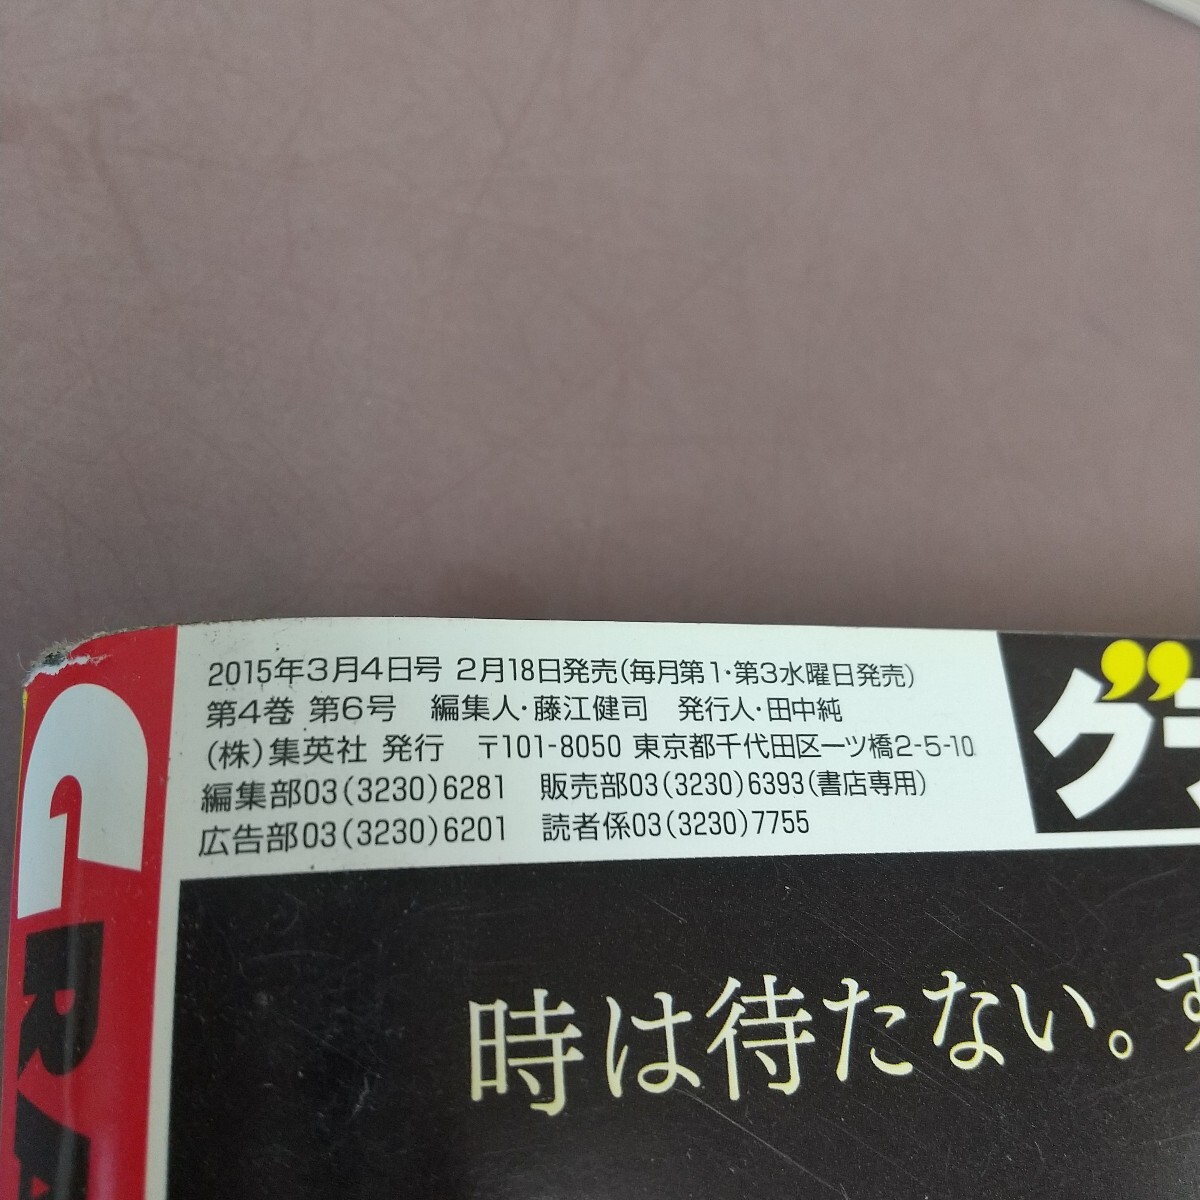 2015年3月4日号 2月18日発売(毎月第1・第3水曜日発売)
第4巻 第6号 編集人・藤江健司 発行人・田中純
(株)集英社 発行 〒101-8050 東京都千代田区一ツ橋2-5-10
編集部03(3230)6281 販売部03(3230)6393(書店専用)
広告部03(3230)6201 読者係03(3230)7755
グラ
時は待たない。す
GRA